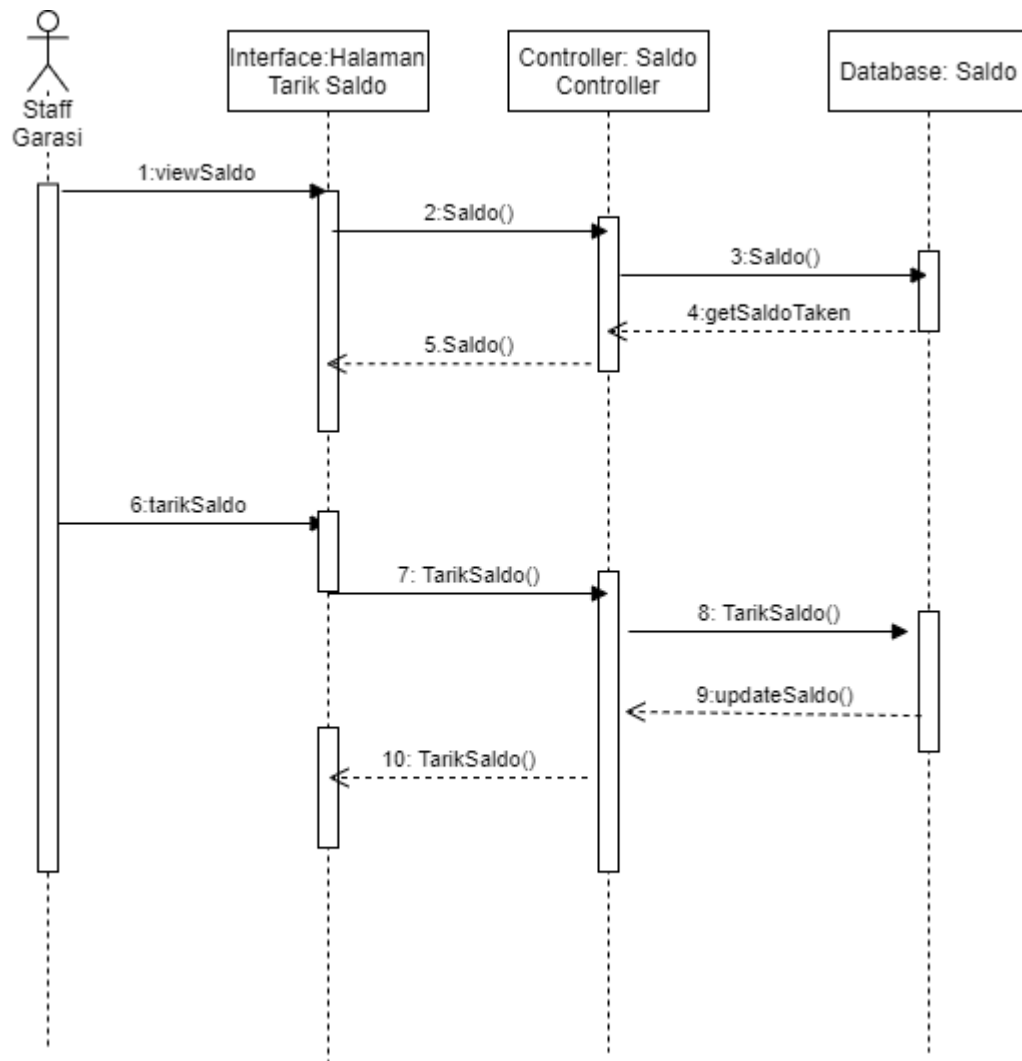 Staff
Garasi
Interface:Halaman
Tarik Saldo
Controller: Saldo
Controller
Database: Saldo
1:viewSaldo
2:Saldo()
3:Saldo()
4:getSaldoTaken
5.Saldo()
6:tarikSaldo
7: TarikSaldo()
8: TarikSaldo()
9:updateSaldo()
10: TarikSaldo()